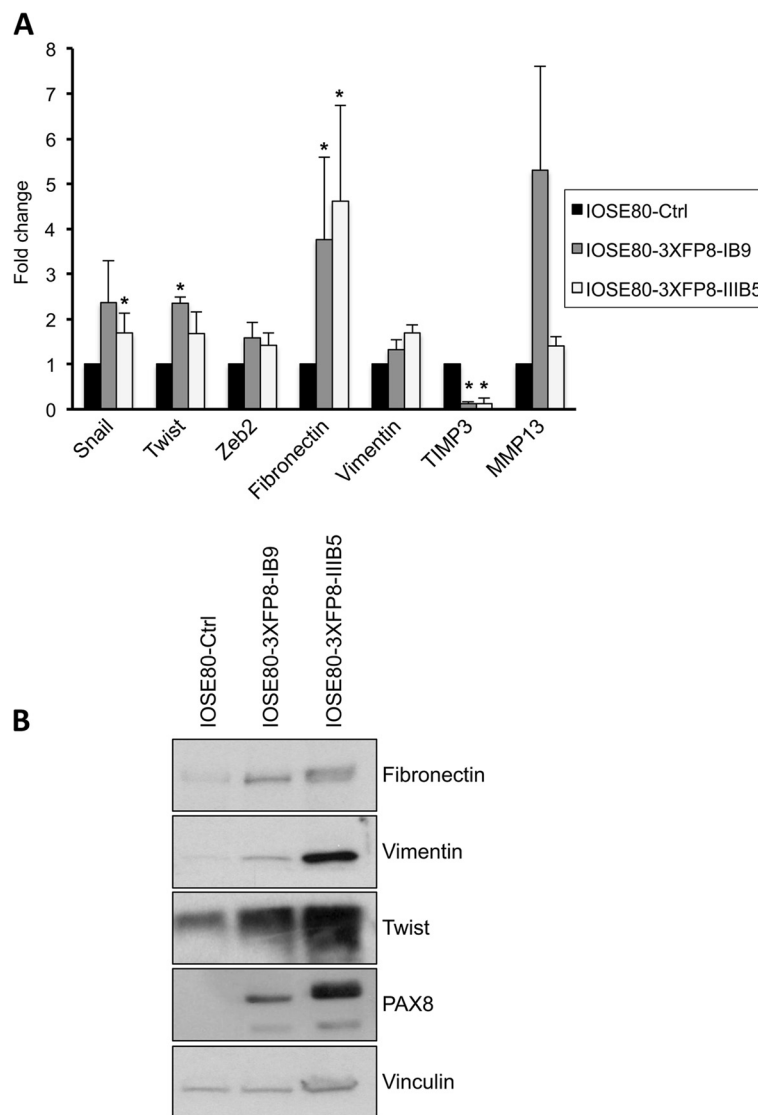 A
8
7
6
5
4
3
2
1
0
Fold change
* * * * * *
IOSE80-Ctrl
IOSE80-3XFP8-IB9
IOSE80-3XFP8-IIIB5
Snail Twist Zeb2 Fibronectin Vimentin TIMP3 MMP13
IOSE80-Ctrl
IOSE80-3XFP8-IB9
IOSE80-3XFP8-IIIB5
B
Fibronectin
Vimentin
Twist
PAX8
Vinculin